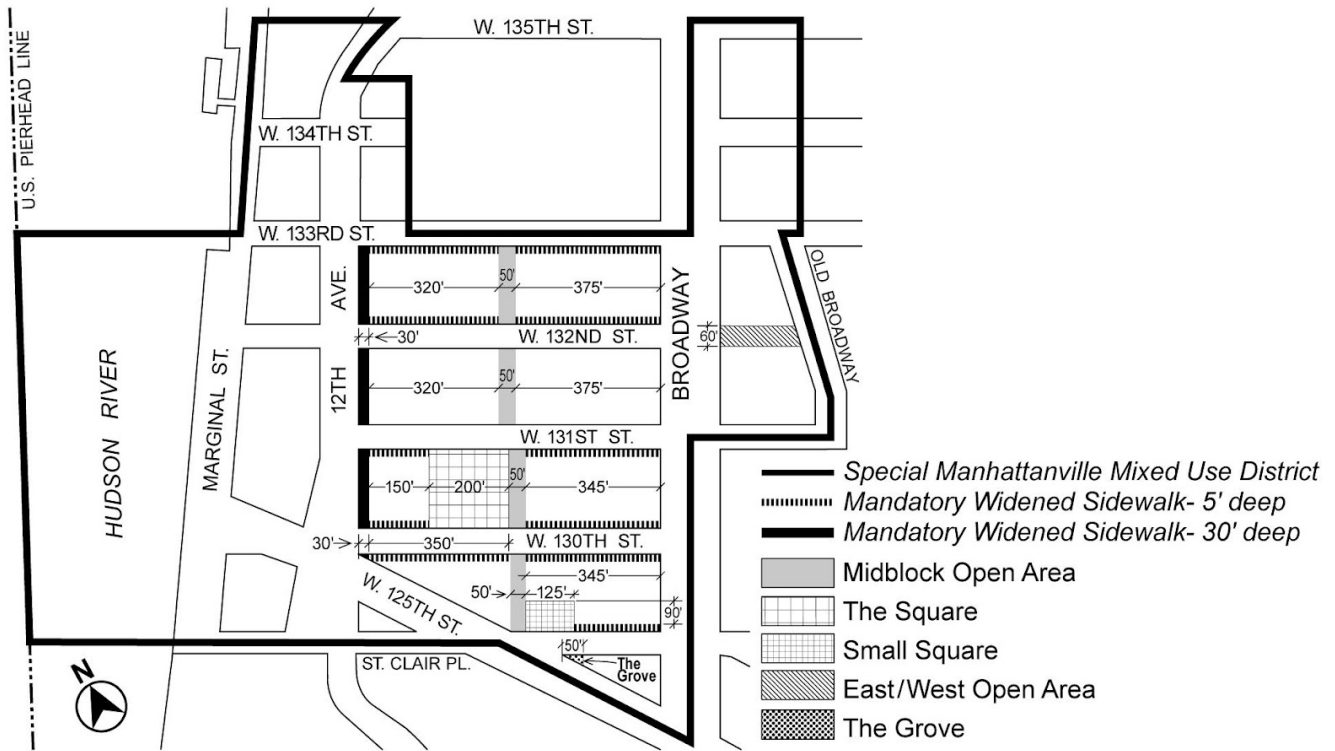 W. 135TH ST.
U.S. PIERHEAD LINE
W. 134TH ST.
W. 133RD ST.
AVE.
320'
50'
375'
BROADWAY
OLD BROADWAY
30'
W. 132ND ST.
60'
HUDSON RIVER
MARGINAL ST.
12TH
320'
50'
375'
W. 131ST ST.
150'
200'
50'
345'
30'
350'
W. 130TH ST.
345'
W. 125TH ST.
50'
125'
90'
50'
The
Grove
ST. CLAIR PL.
N
Special Manhattanville Mixed Use District
Mandatory Widened Sidewalk- 5' deep
Mandatory Widened Sidewalk- 30' deep
Midblock Open Area
The Square
Small Square
East/West Open Area
The Grove